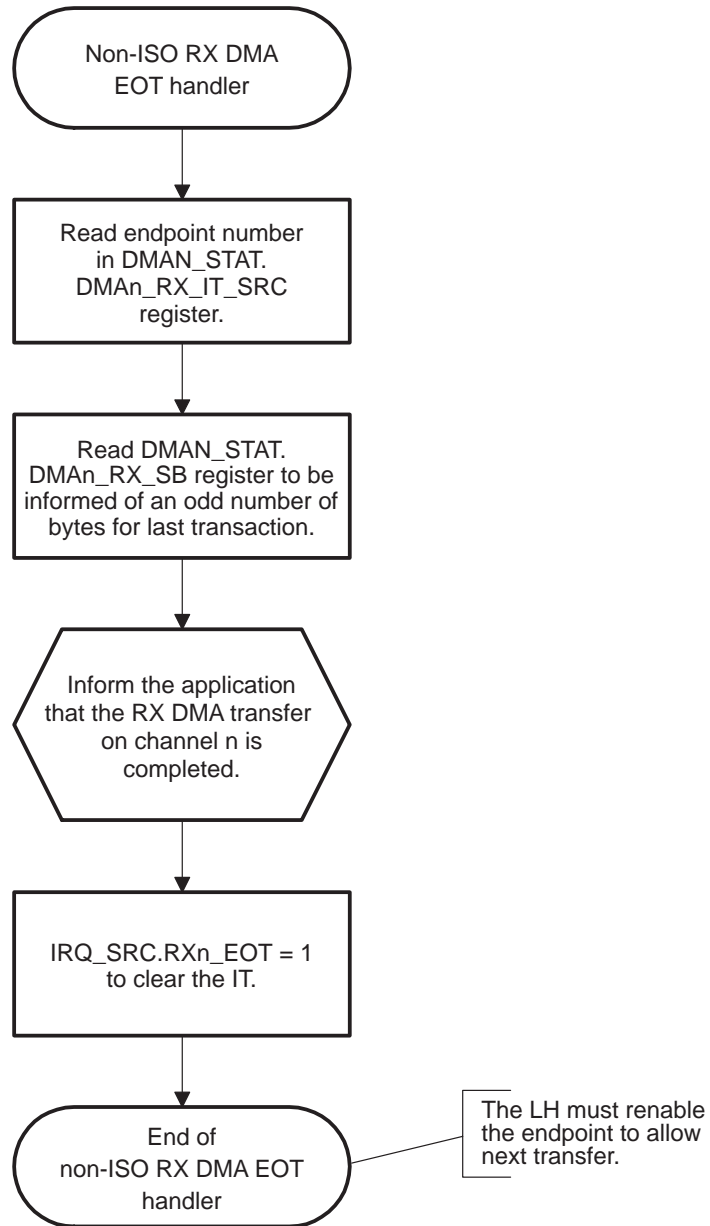 Non-ISO RX DMA
EOT handler
Read endpoint number
in DMAN_STAT.
DMAn_RX_IT_SRC
register.
Read DMAN_STAT.
DMAn_RX_SB register to be
informed of an odd number of
bytes for last transaction.
Inform the application
that the RX DMA transfer
on channel n is
completed.
IRQ_SRC.RXn_EOT = 1
to clear the IT.
End of
non-ISO RX DMA EOT
handler
The LH must renable
the endpoint to allow
next transfer.